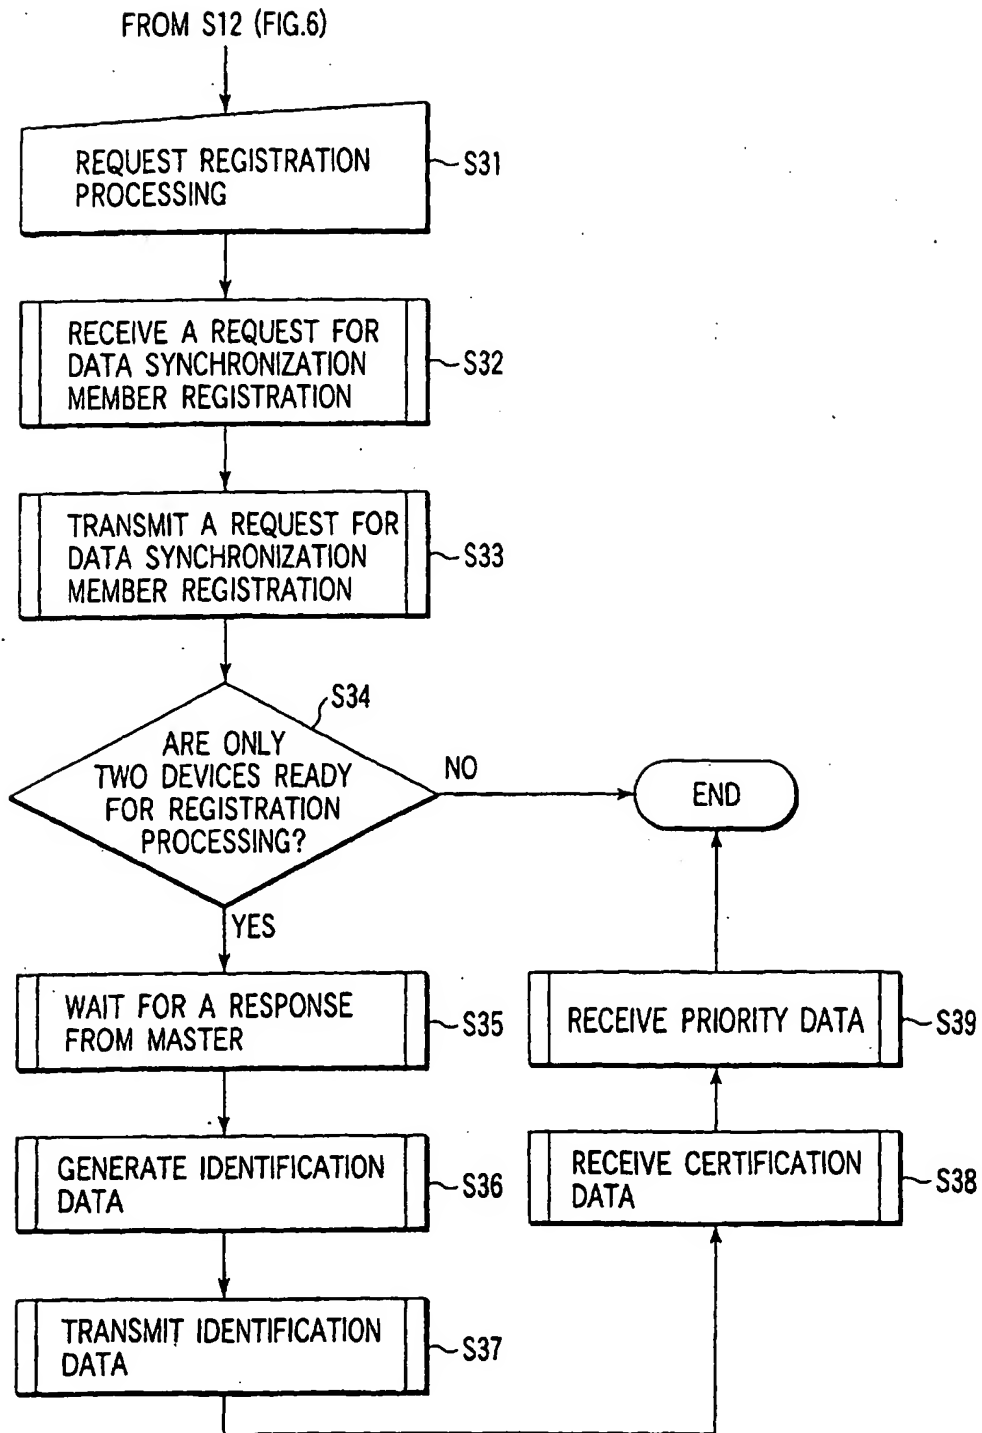 FROM S12 (FIG.6)
REQUEST REGISTRATION
PROCESSING
S31
RECEIVE A REQUEST FOR
DATA SYNCHRONIZATION
MEMBER REGISTRATION
S32
TRANSMIT A REQUEST FOR
DATA SYNCHRONIZATION
MEMBER REGISTRATION
S33
S34
ARE ONLY
TWO DEVICES READY
FOR REGISTRATION
PROCESSING?
NO
END
YES
WAIT FOR A RESPONSE
FROM MASTER
S35
GENERATE IDENTIFICATION
DATA
S36
TRANSMIT IDENTIFICATION
DATA
S37
RECEIVE CERTIFICATION
DATA
S38
RECEIVE PRIORITY DATA
S39